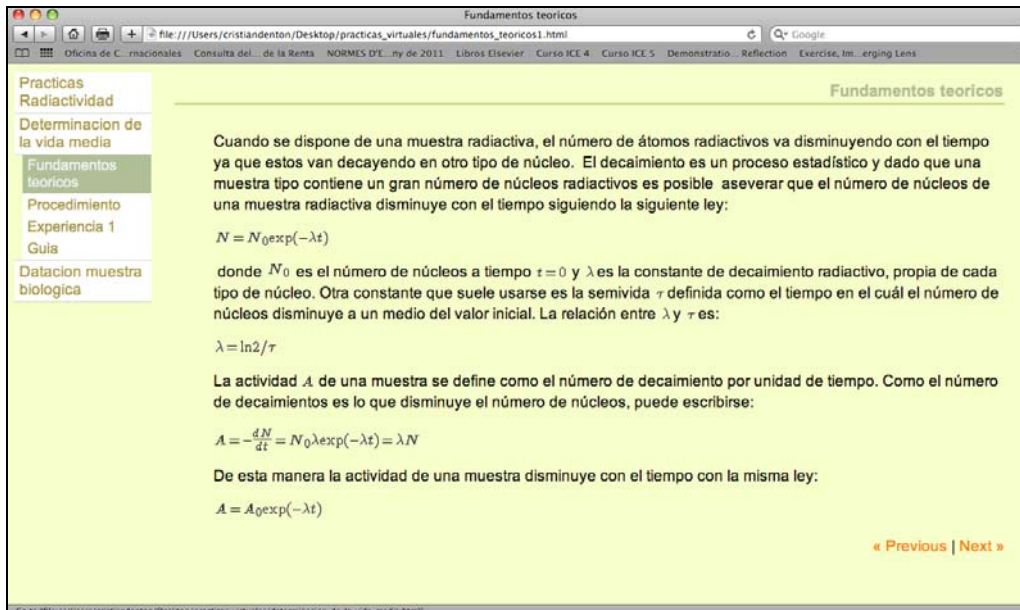 Fundamentos teoricos
file:///Users/cristiandenton/Desktop/practicas_virtuales/fundamentos_teoricos1.html
Google
Oficina de C...rnacionales Consulta del... de la Renta NORMES D'E...ny de 2011 Libros Elsevier Curso ICE 4 Curso ICE 5 Demonstratio... Reflection Exercise, Im...erging Lens
Practicas
Radiactividad
Determinacion de
la vida media
Fundamentos
teoricos
Procedimiento
Experiencia 1
Guia
Datacion muestra
biologica
Fundamentos teoricos
Cuando se dispone de una muestra radiactiva, el número de átomos radiactivos va disminuyendo con el tiempo
ya que estos van decayendo en otro tipo de núcleo. El decaimiento es un proceso estadístico y dado que una
muestra tipo contiene un gran número de núcleos radiactivos es posible aseverar que el número de núcleos de
una muestra radiactiva disminuye con el tiempo siguiendo la siguiente ley:
N = N₀exp(−λt)
donde N₀ es el número de núcleos a tiempo t = 0 y λ es la constante de decaimiento radiactivo, propia de cada
tipo de núcleo. Otra constante que suele usarse es la semivida τ definida como el tiempo en el cuál el número de
núcleos disminuye a un medio del valor inicial. La relación entre λ y τ es:
λ = ln2/τ
La actividad A de una muestra se define como el número de decaimiento por unidad de tiempo. Como el número
de decaimientos es lo que disminuye el número de núcleos, puede escribirse:
A = −dN/dt = N₀λexp(−λt) = λN
De esta manera la actividad de una muestra disminuye con el tiempo con la misma ley:
A = A₀exp(−λt)
« Previous | Next »